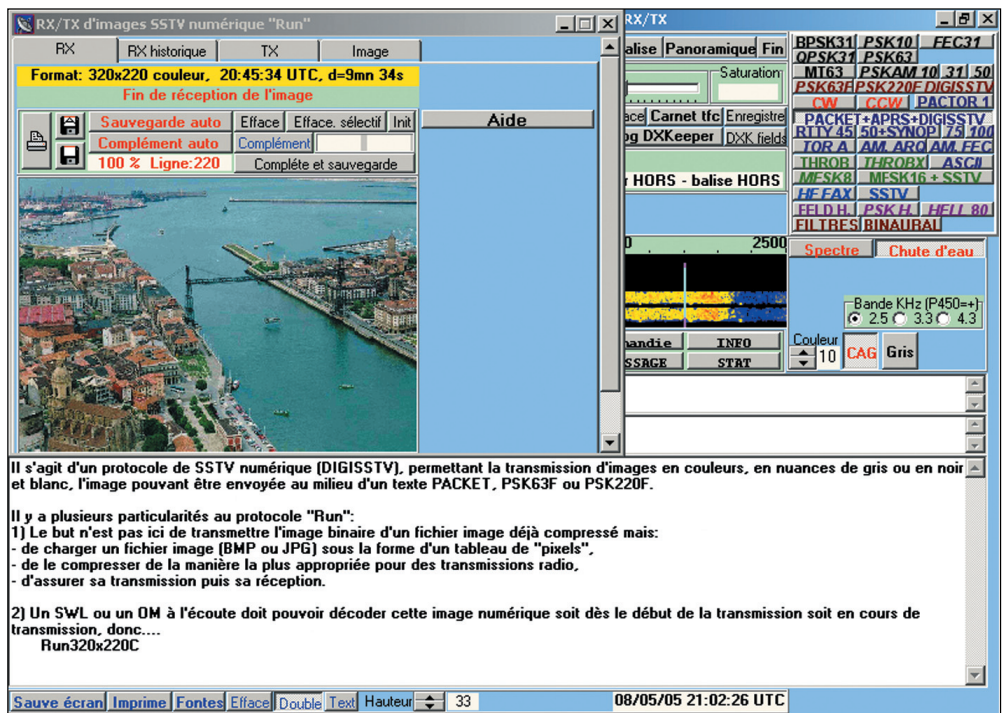 RX/TX d'images SSTV numérique "Run"
RX/TX
RX
RX historique
TX
Image
Format: 320x220 couleur, 20:45:34 UTC, d=9mn 34s
Fin de réception de l'image
Sauvegarde auto
Efface
Efface. sélectif
Init
Complément auto
Complément
100 % Ligne:220
Compléte et sauvegarde
Aide
alise
Panoramique
Fin
Saturation
ace
Carnet tfc
Enregistre
og DXKeeper
DXK fields
r HORS - balise HORS
2500
andie
INFO
SSAGE
STAT
BPSK31 PSK10 FEC31
QPSK31 PSK63
MT63 PSKAM 10 31 50
PSK63F PSK220F DIGISSTV
CW CCW PACTOR 1
PACKET+APRS+DIGISSTV
RTTY 45 50+SYNOP 75 100
TOR A AM. ARQ AM. FEC
THROB THROBX ASCII
MFSK8 MFSK16 + SSTV
HF FAX SSTV
FELD H. PSK H. HELL 80
FILTRES BINAURAL
Spectre
Chute d'eau
Bande KHz (P450=+)
2.5 3.3 4.3
Couleur
10
CAG
Gris
Il s'agit d'un protocole de SSTV numérique (DIGISSTV), permettant la transmission d'images en couleurs, en nuances de gris ou en noir
et blanc, l'image pouvant être envoyée au milieu d'un texte PACKET, PSK63F ou PSK220F.
Il y a plusieurs particularités au protocole "Run":
1) Le but n'est pas ici de transmettre l'image binaire d'un fichier image déjà compressé mais:
- de charger un fichier image (BMP ou JPG) sous la forme d'un tableau de "pixels",
- de le compresser de la manière la plus appropriée pour des transmissions radio,
- d'assurer sa transmission puis sa réception.
2) Un SWL ou un OM à l'écoute doit pouvoir décoder cette image numérique soit dès le début de la transmission soit en cours de
transmission, donc....
Run320x220C
Sauve écran
Imprime
Fontes
Efface
Double
Text
Hauteur
33
08/05/05 21:02:26 UTC